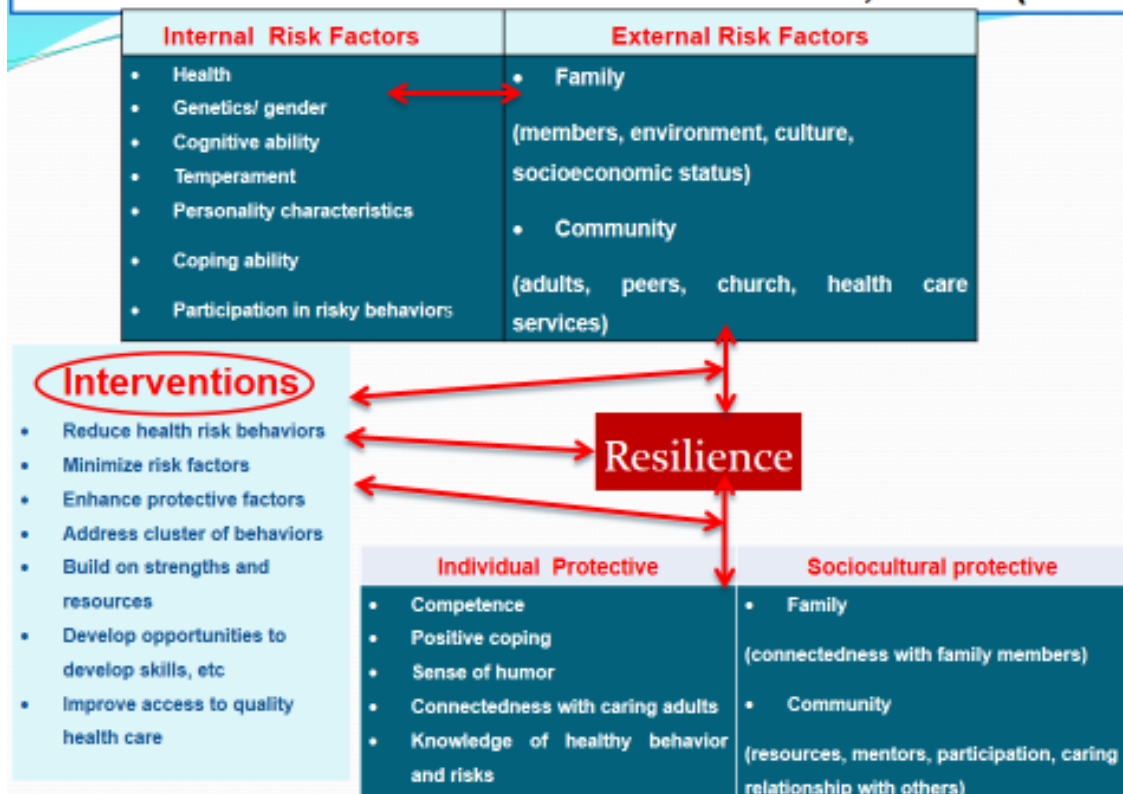 Internal Risk Factors
External Risk Factors
• Health
• Genetics/ gender
• Cognitive ability
• Temperament
• Personality characteristics
• Coping ability
• Participation in risky behaviors
• Family
(members, environment, culture,
socioeconomic status)
• Community
(adults, peers, church, health care
services)
Interventions
• Reduce health risk behaviors
• Minimize risk factors
• Enhance protective factors
• Address cluster of behaviors
• Build on strengths and
resources
• Develop opportunities to
develop skills, etc
• Improve access to quality
health care
Resilience
Individual Protective
Sociocultural protective
• Competence
• Positive coping
• Sense of humor
• Connectedness with caring adults
• Knowledge of healthy behavior
and risks
• Family
(connectedness with family members)
• Community
(resources, mentors, participation, caring
relationship with others)